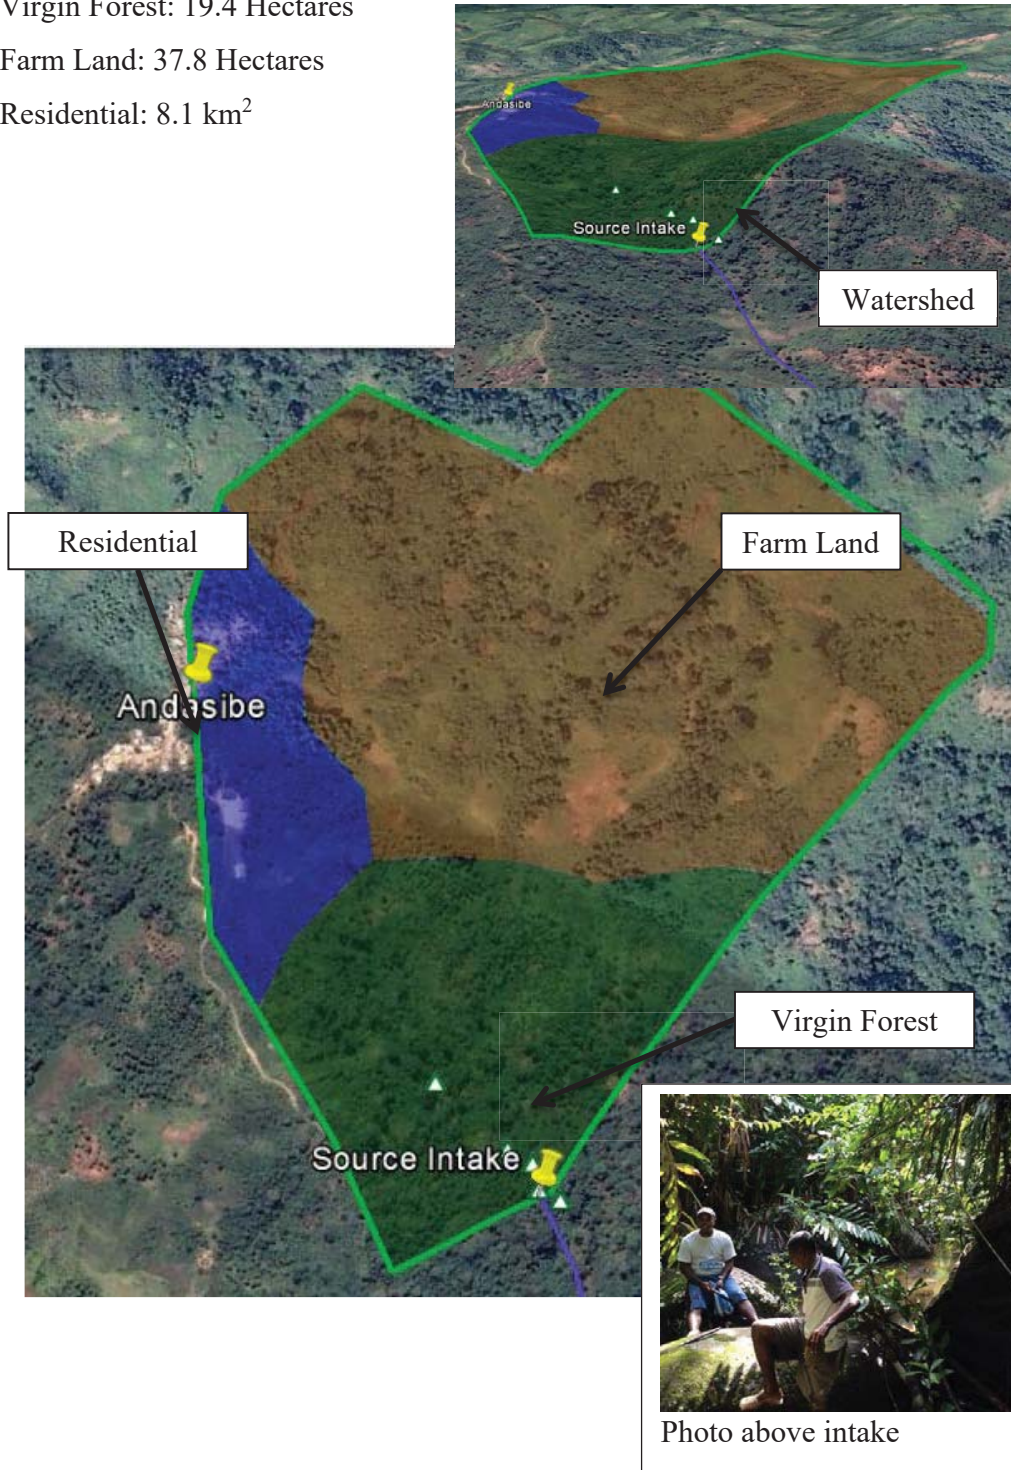 Virgin Forest: 19.4 Hectares
Farm Land: 37.8 Hectares
Residential: 8.1 km²
Andasibe
Source Intake
Watershed
Residential
Farm Land
Andasibe
Virgin Forest
Source Intake
Photo above intake